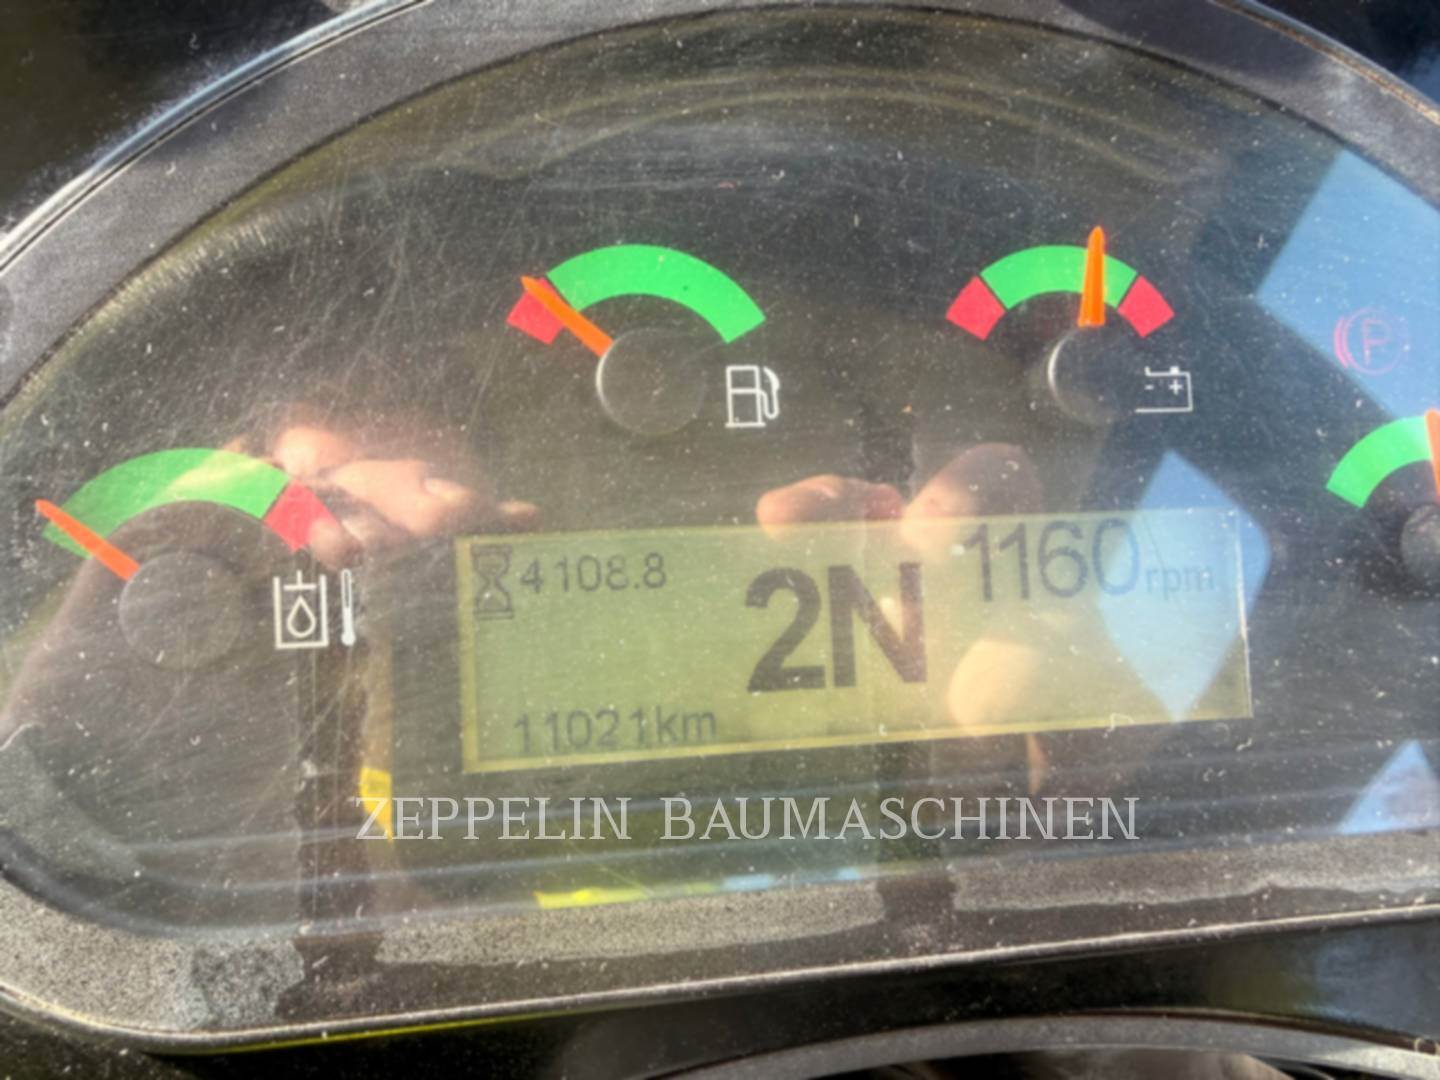 P
4108.8
2N
1160rpm
11021km
ZEPPELIN BAUMASCHINEN